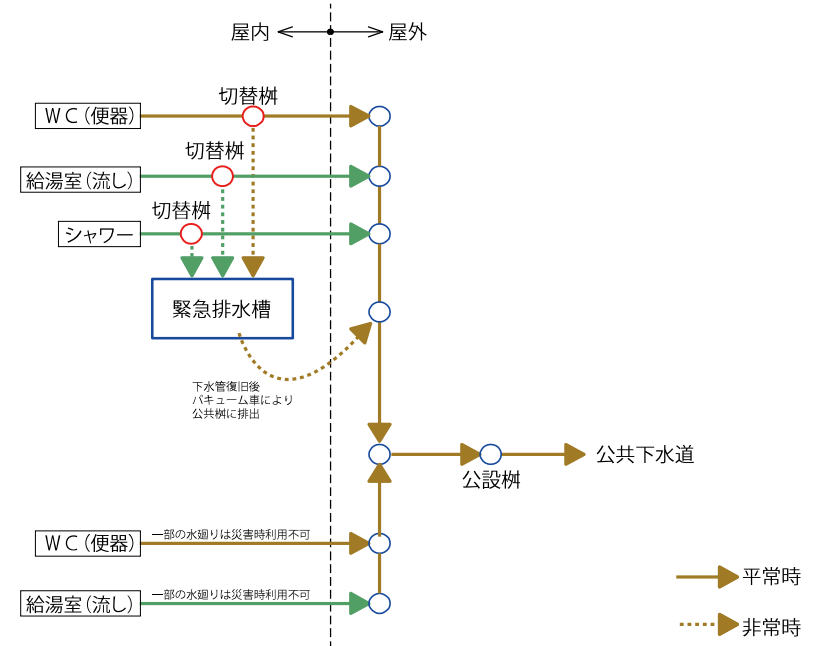 屋内
屋外
切替桝
WC（便器）
切替桝
給湯室（流し）
切替桝
シャワー
緊急排水槽
下水管復旧後
バキューム車により
公共桝に排出
公共下水道
公設桝
WC（便器）
一部の水廻りは災害時利用不可
給湯室（流し）
一部の水廻りは災害時利用不可
平常時
非常時